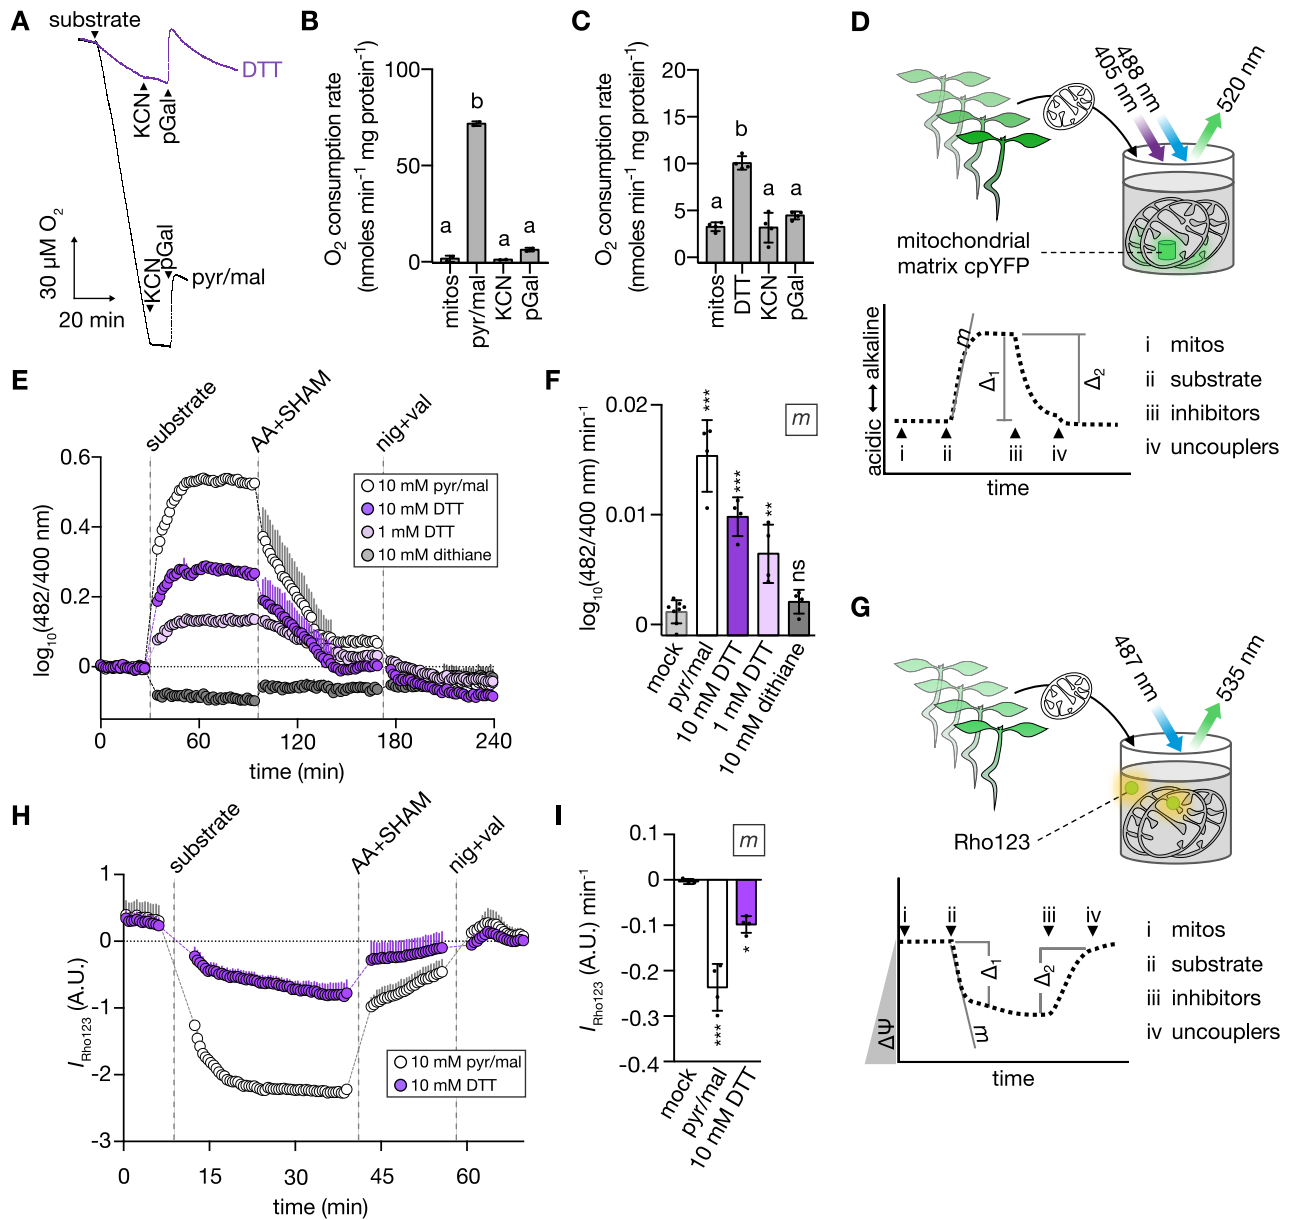 A
substrate
DTT
KCN
pGal
30 µM O2
20 min
KCN
pGal
pyr/mal
B
O2 consumption rate
(nmoles min-1 mg protein-1)
100
50
0
a
b
a
a
mitos
pyr/mal
KCN
pGal
C
O2 consumption rate
(nmoles min-1 mg protein-1)
20
15
10
5
0
a
b
a
a
mitos
DTT
KCN
pGal
D
405 nm
488 nm
520 nm
mitochondrial
matrix cpYFP
acidic ↔ alkaline
m
Δ1
Δ2
i
ii
iii
iv
time
i mitos
ii substrate
iii inhibitors
iv uncouplers
E
substrate
AA+SHAM
nig+val
log10(482/400 nm)
0.6
0.4
0.2
0
10 mM pyr/mal
10 mM DTT
1 mM DTT
10 mM dithiane
0
60
120
180
240
time (min)
F
log10(482/400 nm) min-1
0.02
0.01
0
m
***
***
**
ns
mock
pyr/mal
10 mM DTT
1 mM DTT
10 mM dithiane
G
487 nm
535 nm
Rho123
ΔΨ
i
ii
iii
iv
Δ1
Δ2
m
time
i mitos
ii substrate
iii inhibitors
iv uncouplers
H
substrate
AA+SHAM
nig+val
IRho123 (A.U.)
1
0
-1
-2
-3
10 mM pyr/mal
10 mM DTT
0
15
30
45
60
time (min)
I
IRho123 (A.U.) min-1
0.1
0
-0.1
-0.2
-0.3
-0.4
m
***
*
mock
pyr/mal
10 mM DTT